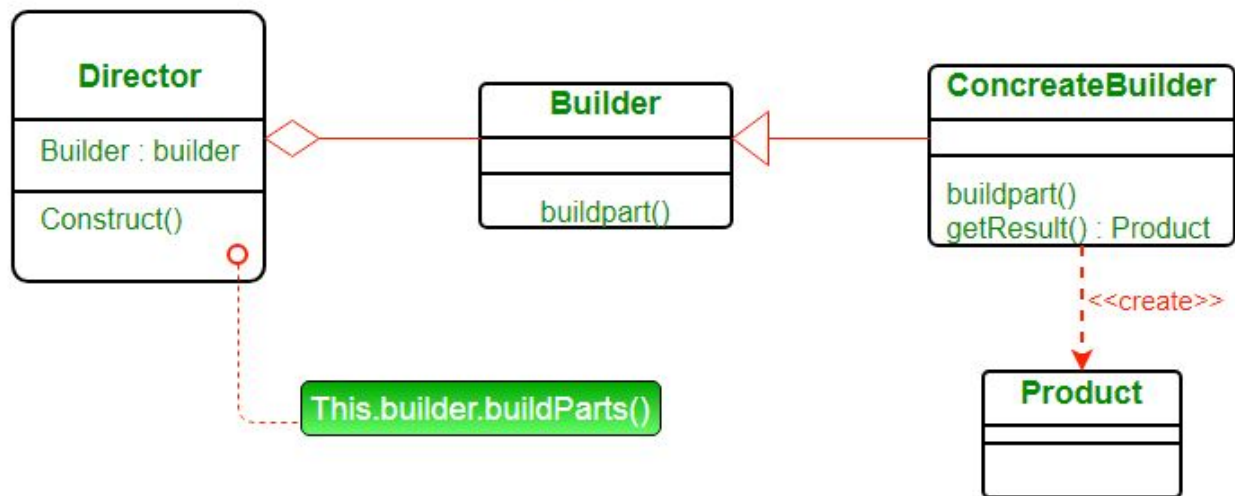 Director
Builder : builder
Construct()
This.builder.buildParts()
Builder
buildpart()
ConcreateBuilder
buildpart()
getResult() : Product
<<create>>
Product